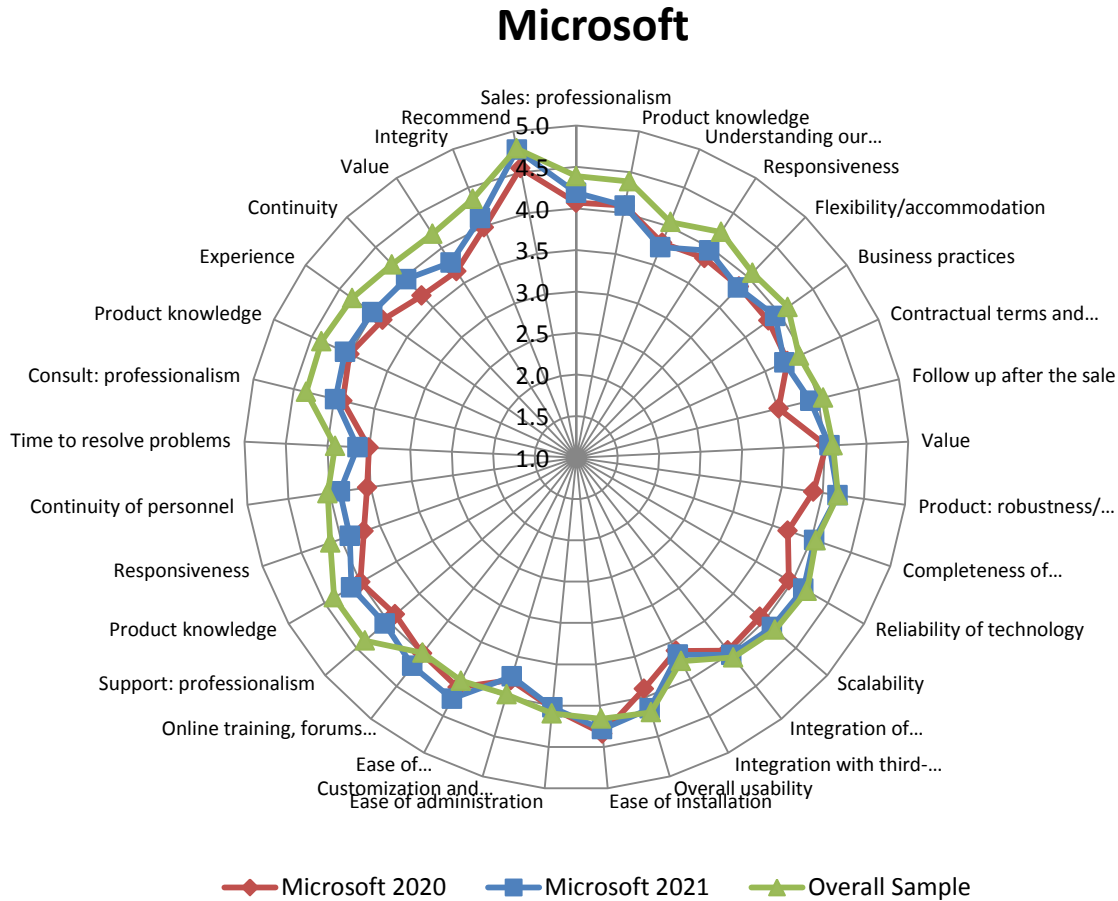 Microsoft
Sales: professionalism
Product knowledge
Understanding our...
Responsiveness
Flexibility/accommodation
Business practices
Contractual terms and...
Follow up after the sale
Value
Product: robustness/...
Completeness of...
Reliability of technology
Scalability
Integration of...
Integration with third-...
Overall usability
Ease of installation
Ease of administration
Customization and...
Ease of...
Online training, forums...
Support: professionalism
Product knowledge
Responsiveness
Continuity of personnel
Time to resolve problems
Consult: professionalism
Product knowledge
Experience
Continuity
Value
Integrity
Recommend
5.0
4.5
4.0
3.5
3.0
2.5
2.0
1.5
1.0
Microsoft 2020
Microsoft 2021
Overall Sample